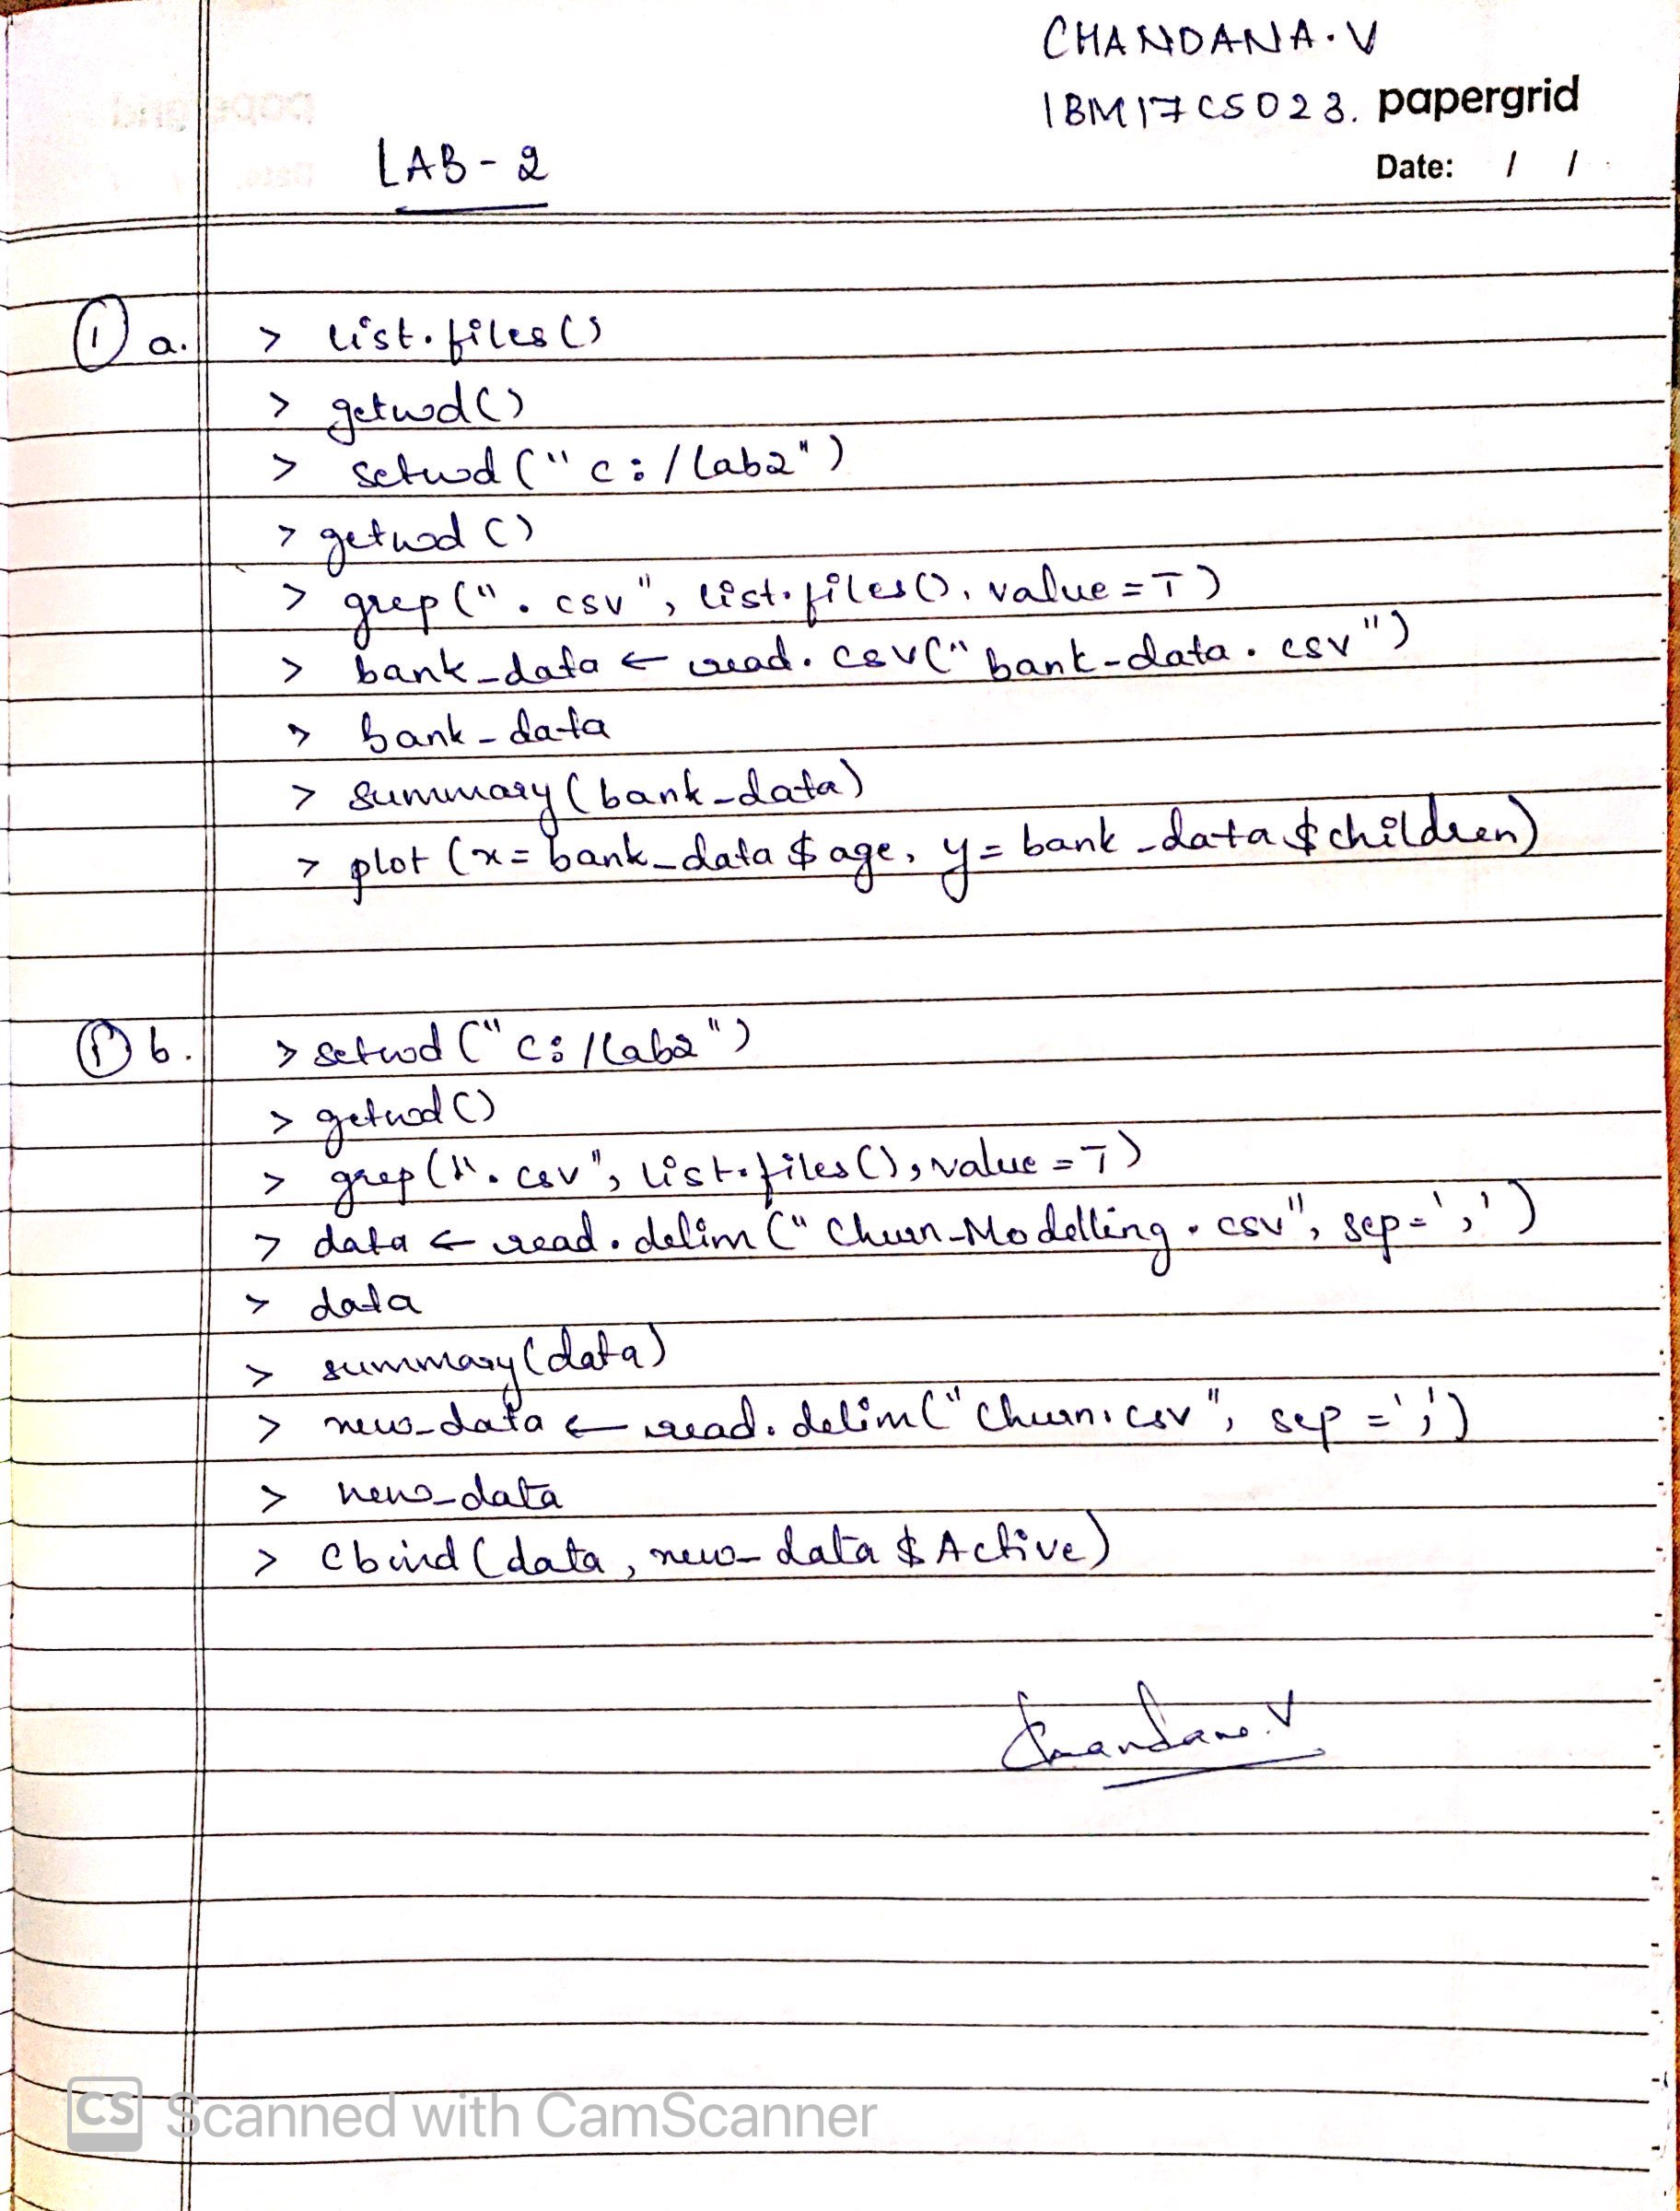 CHANDANA.V
1BM17CS023. papergrid
LAB-2
Date: / /
1 a. > list.files()
> getwd()
> setwd("c:/lab2")
> getwd()
> grep(".csv", list.files(), value=T)
> bank_data ← read.csv("bank-data.csv")
> bank_data
> summary(bank_data)
> plot(x=bank_data$age, y=bank_data$children)
1 b. > setwd("c:/lab2")
> getwd()
> grep(".csv", list.files(), value=T)
> data ← read.delim("Churn_Modelling.csv", sep=',')
> data
> summary(data)
> new_data ← read.delim("Churn.csv", sep=';')
> new_data
> cbind(data, new_data$Active)
Chandana.V
CS Scanned with CamScanner